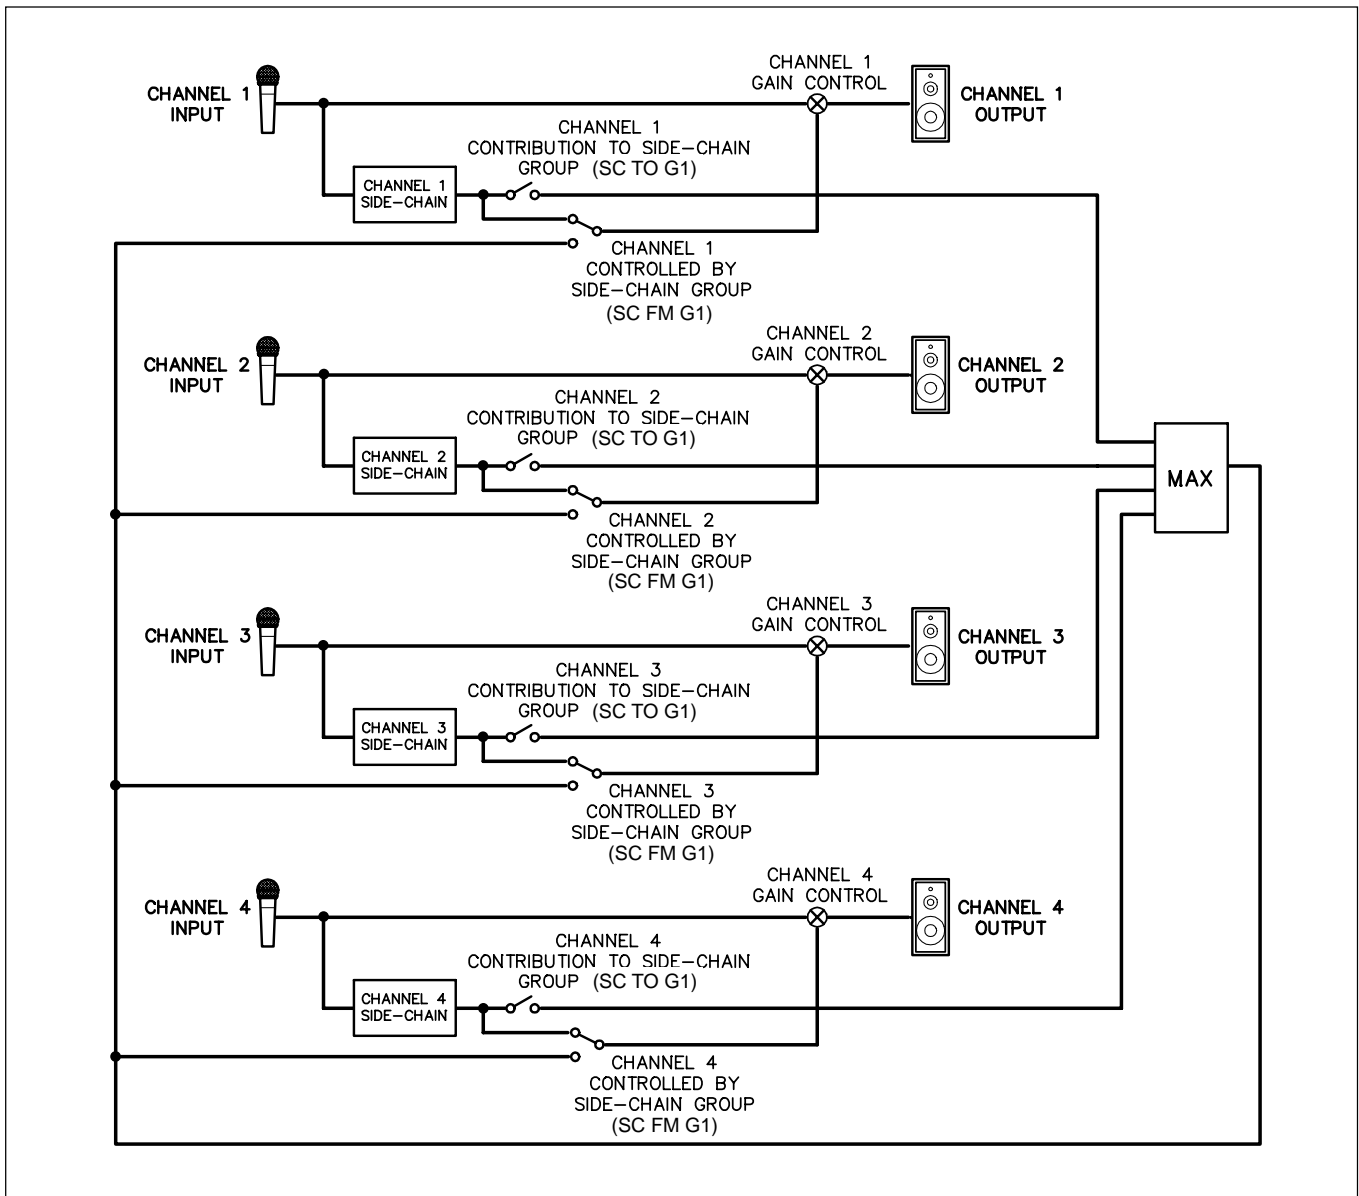 CHANNEL 1
GAIN CONTROL
CHANNEL 1
INPUT
CHANNEL 1
OUTPUT
CHANNEL 1
CONTRIBUTION TO SIDE-CHAIN
GROUP (SC TO G1)
CHANNEL 1
SIDE-CHAIN
CHANNEL 1
CONTROLLED BY
SIDE-CHAIN GROUP
(SC FM G1)
CHANNEL 2
GAIN CONTROL
CHANNEL 2
INPUT
CHANNEL 2
OUTPUT
CHANNEL 2
CONTRIBUTION TO SIDE-CHAIN
GROUP (SC TO G1)
CHANNEL 2
SIDE-CHAIN
MAX
CHANNEL 2
CONTROLLED BY
SIDE-CHAIN GROUP
(SC FM G1)
CHANNEL 3
GAIN CONTROL
CHANNEL 3
INPUT
CHANNEL 3
OUTPUT
CHANNEL 3
CONTRIBUTION TO SIDE-CHAIN
GROUP (SC TO G1)
CHANNEL 3
SIDE-CHAIN
CHANNEL 3
CONTROLLED BY
SIDE-CHAIN GROUP
(SC FM G1)
CHANNEL 4
GAIN CONTROL
CHANNEL 4
INPUT
CHANNEL 4
OUTPUT
CHANNEL 4
CONTRIBUTION TO SIDE-CHAIN
GROUP (SC TO G1)
CHANNEL 4
SIDE-CHAIN
CHANNEL 4
CONTROLLED BY
SIDE-CHAIN GROUP
(SC FM G1)